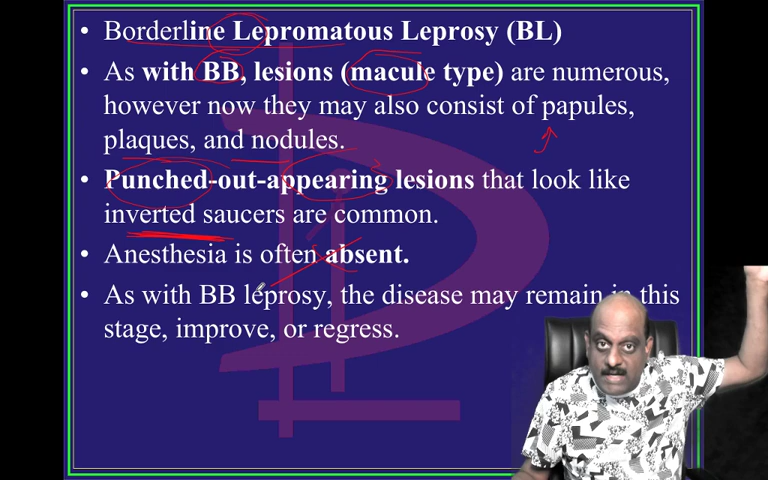 Borderline Lepromatous Leprosy (BL)
As with BB, lesions (macule type) are numerous,
however now they may also consist of papules,
plaques, and nodules.
Punched-out-appearing lesions that look like
inverted saucers are common.
Anesthesia is often absent.
As with BB leprosy, the disease may remain in this
stage, improve, or regress.